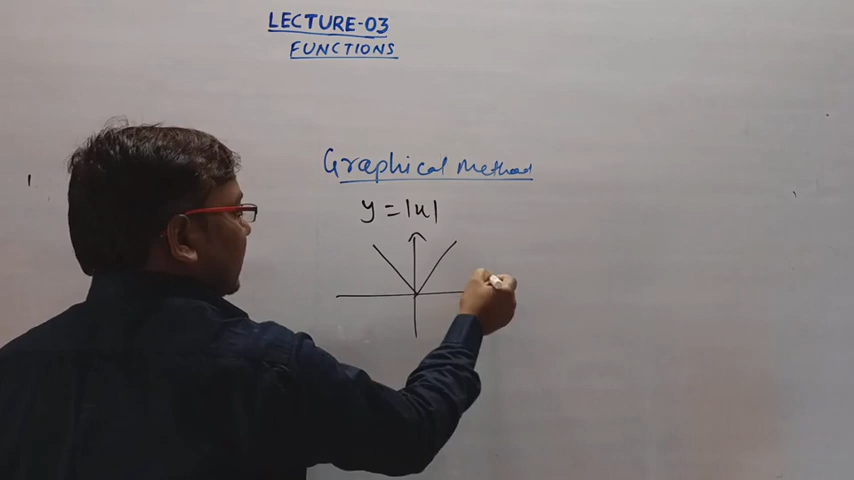 LECTURE-03
FUNCTIONS
Graphical Method
y = |x|